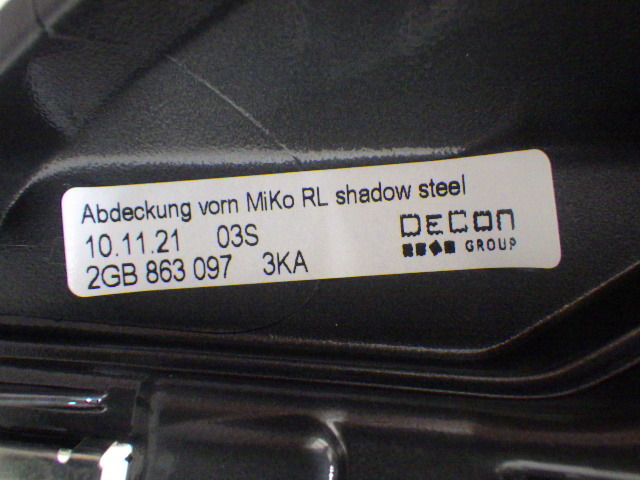 Abdeckung vorn MiKo RL shadow steel
10.11.21 03S
2GB 863 097 3KA
DECON
GROUP